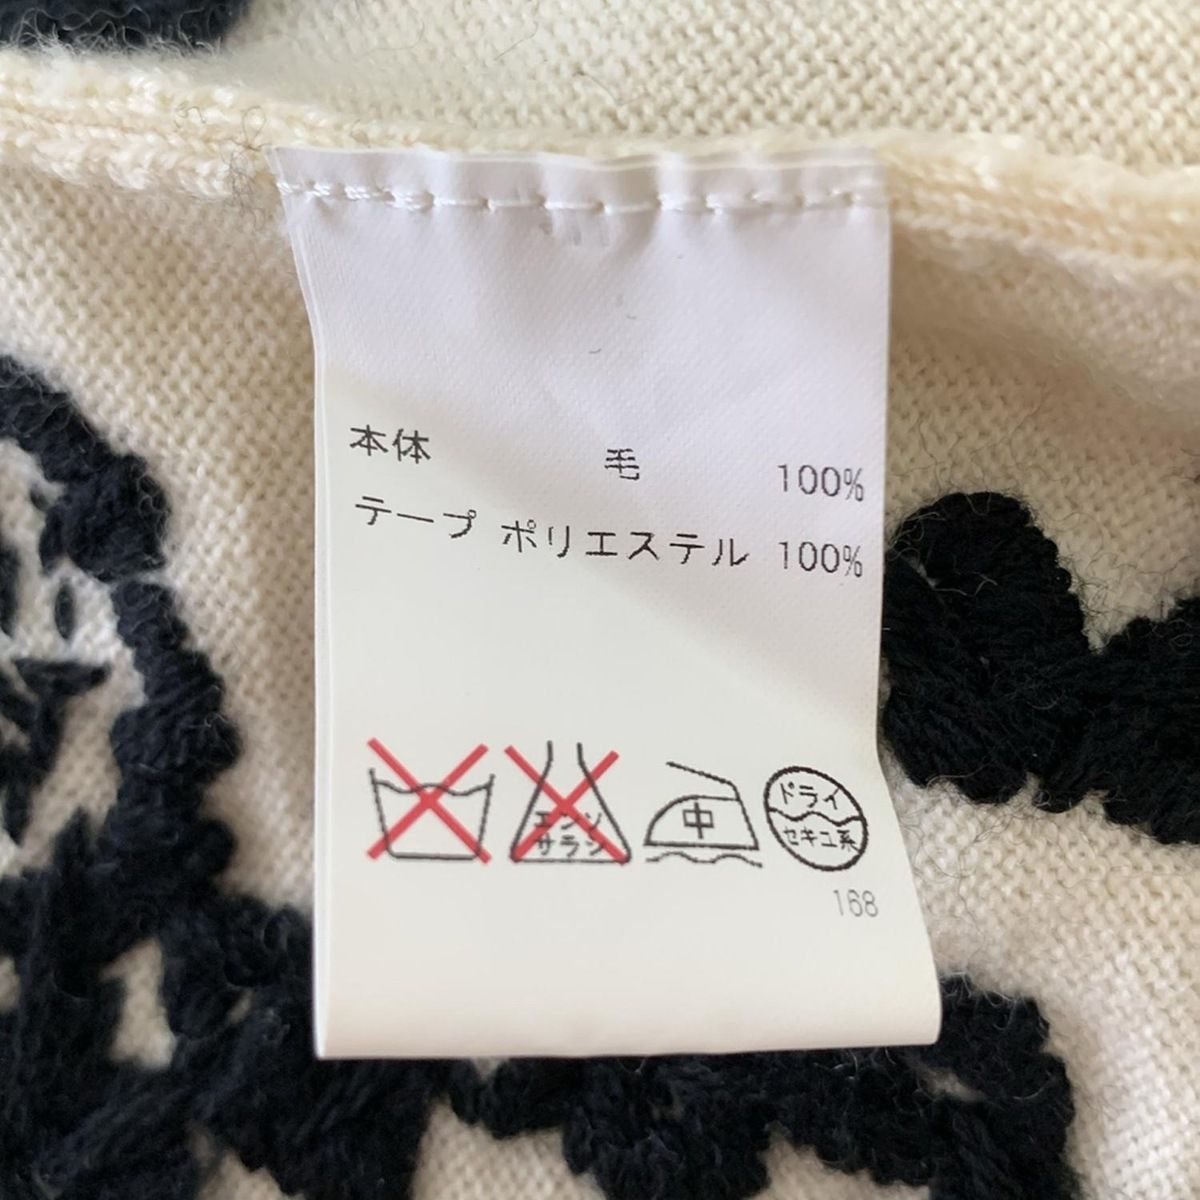 本体 毛 100%
テープ ポリエステル 100%
エンソ
サラシ
中
ドライ
セキユ系
168